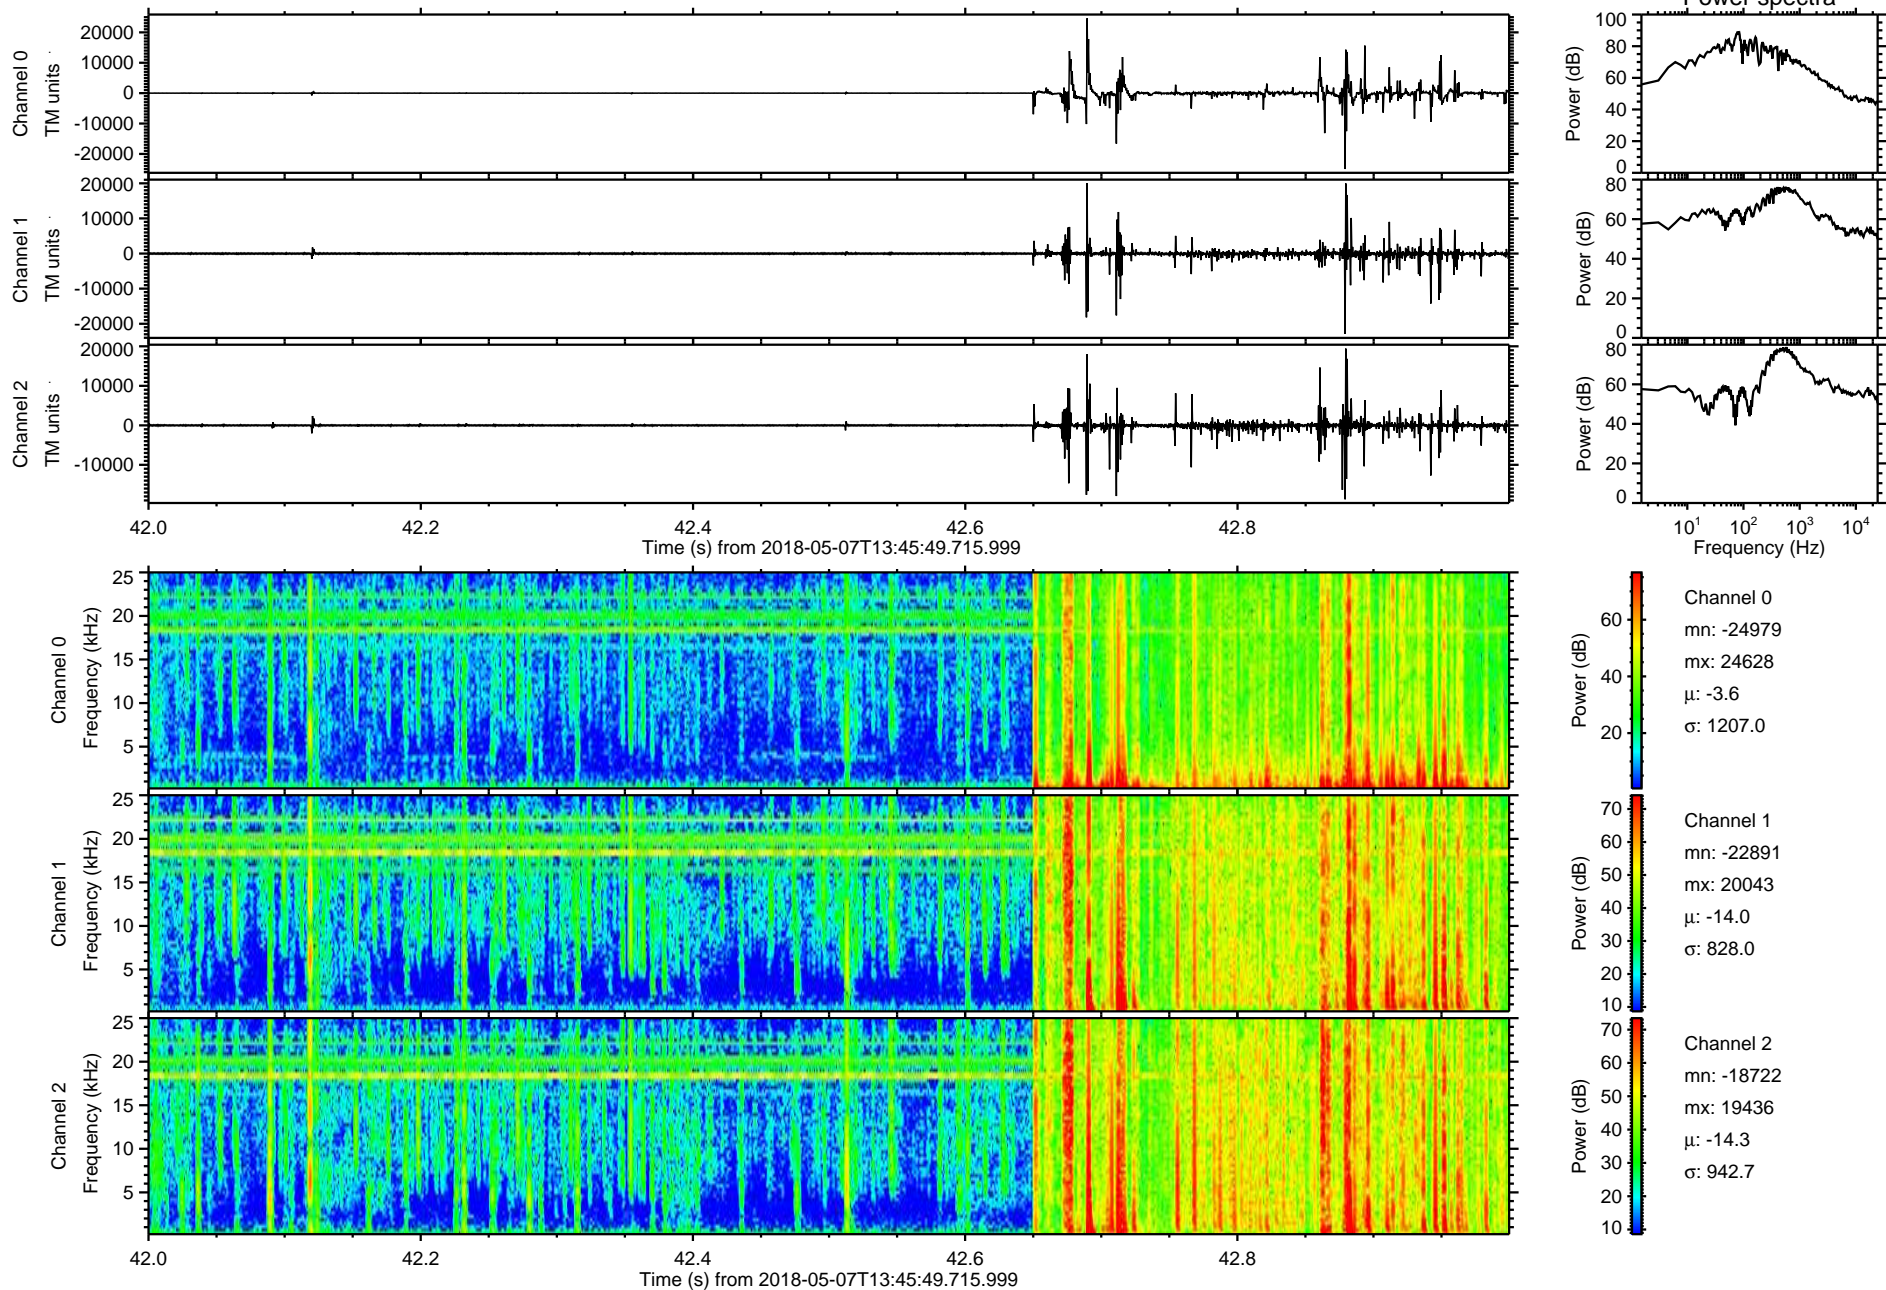 Power spectra
Channel 0
TM units
20000
10000
0
-10000
-20000
Power (dB)
100
80
60
40
20
0
Channel 1
TM units
20000
10000
0
-10000
-20000
Power (dB)
80
60
40
20
0
Channel 2
TM units
20000
10000
0
-10000
Power (dB)
80
60
40
20
0
42.0 42.2 42.4 42.6 42.8
Time (s) from 2018-05-07T13:45:49.715.999
10¹ 10² 10³ 10⁴
Frequency (Hz)
Channel 0
Frequency (kHz)
25
20
15
10
5
Power (dB)
60
40
20
Channel 0
mn: -24979
mx: 24628
μ: -3.6
σ: 1207.0
Channel 1
Frequency (kHz)
25
20
15
10
5
Power (dB)
70
60
50
40
30
20
10
Channel 1
mn: -22891
mx: 20043
μ: -14.0
σ: 828.0
Channel 2
Frequency (kHz)
25
20
15
10
5
Power (dB)
70
60
50
40
30
20
10
Channel 2
mn: -18722
mx: 19436
μ: -14.3
σ: 942.7
42.0 42.2 42.4 42.6 42.8
Time (s) from 2018-05-07T13:45:49.715.999